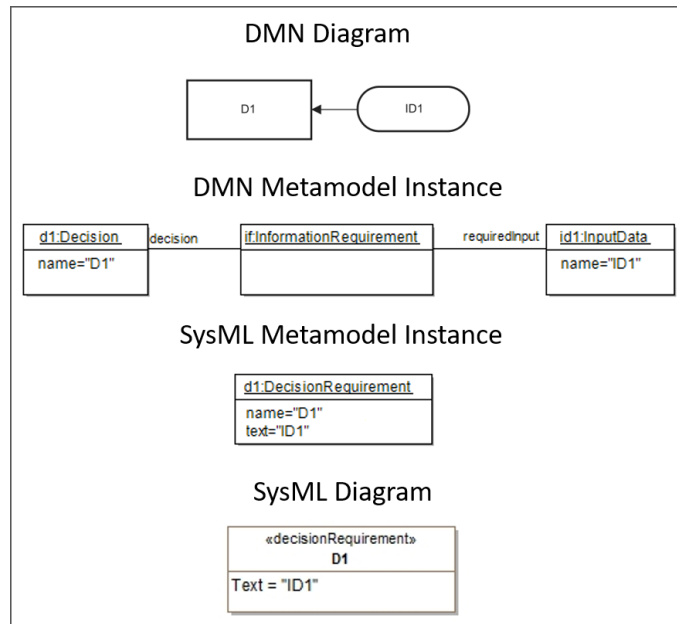 DMN Diagram
D1
ID1
DMN Metamodel Instance
d1:Decision
decision
if:InformationRequirement
requiredInput
id1:InputData
name="D1"
name="ID1"
SysML Metamodel Instance
d1:DecisionRequirement
name="D1"
text="ID1"
SysML Diagram
«decisionRequirement»
D1
Text = "ID1"